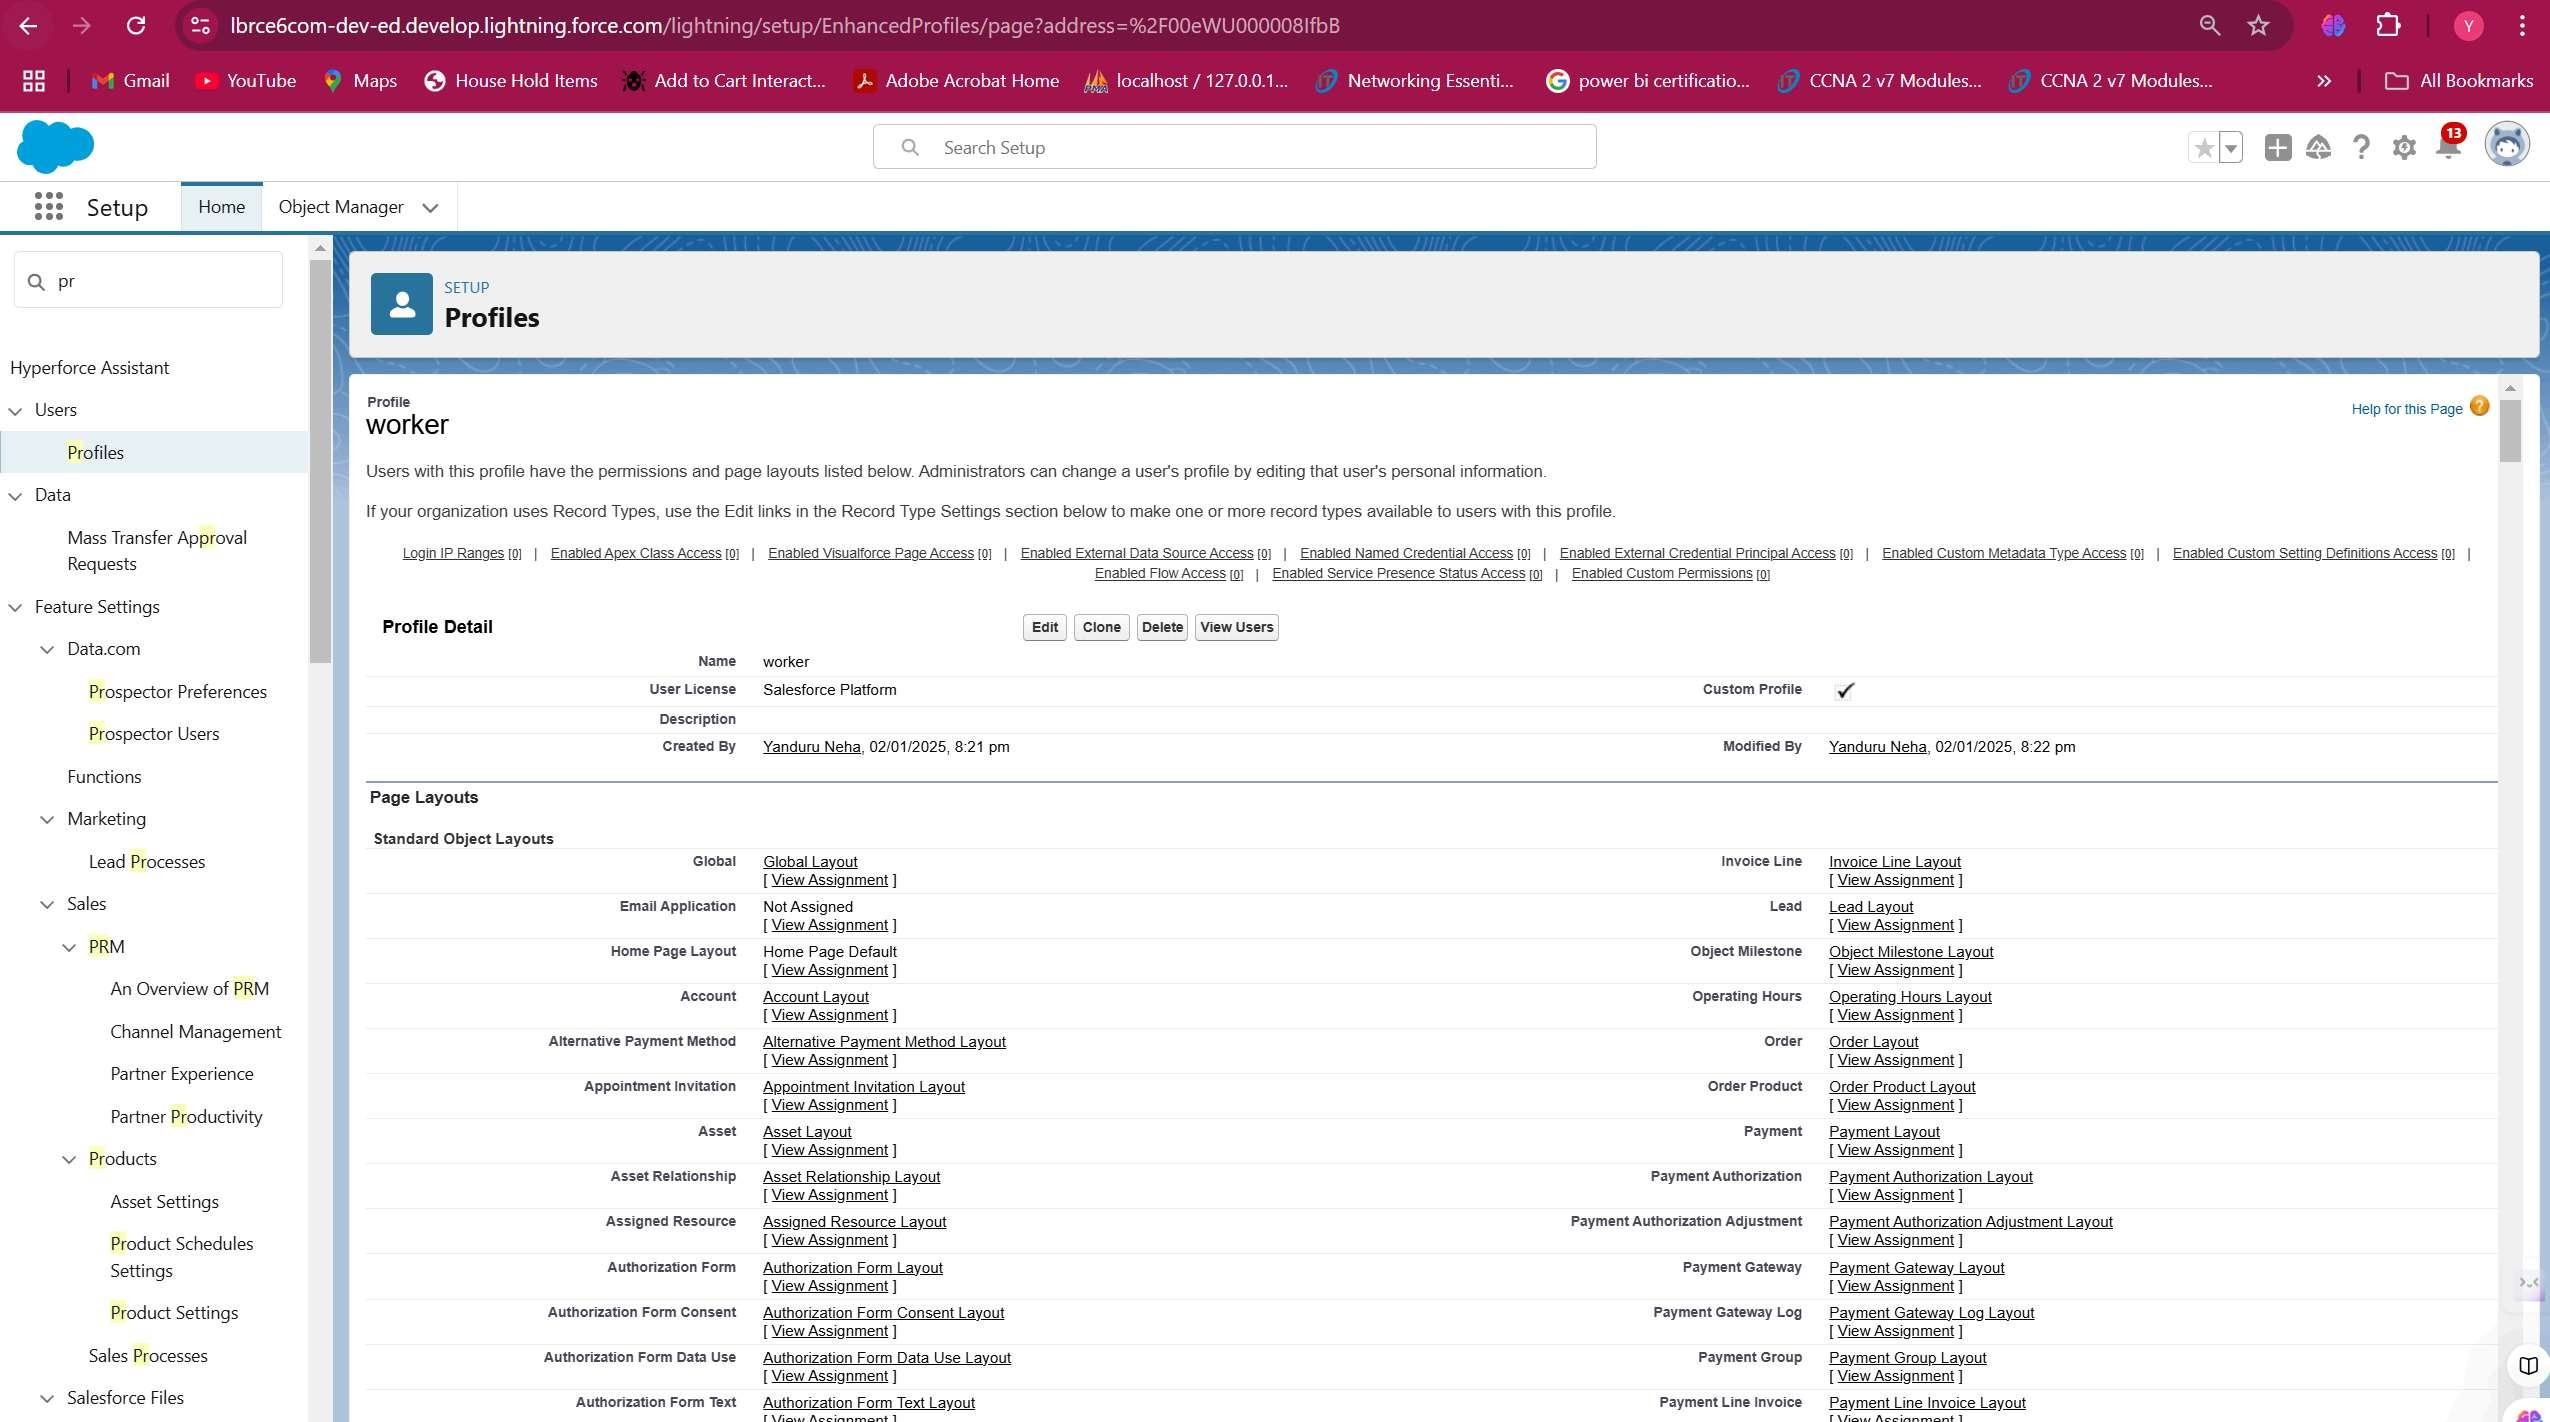 lbrce6com-dev-ed.develop.lightning.force.com/lightning/setup/EnhancedProfiles/page?address=%2F00eWU000008IfbB
Y
Gmail YouTube Maps House Hold Items Add to Cart Interact... Adobe Acrobat Home localhost / 127.0.0.1... Networking Essenti... power bi certificatio... CCNA 2 v7 Modules... CCNA 2 v7 Modules... » All Bookmarks
Search Setup
13
Setup Home Object Manager
pr
Hyperforce Assistant
Users
Profiles
Data
Mass Transfer Approval
Requests
Feature Settings
Data.com
Prospector Preferences
Prospector Users
Functions
Marketing
Lead Processes
Sales
PRM
An Overview of PRM
Channel Management
Partner Experience
Partner Productivity
Products
Asset Settings
Product Schedules
Settings
Product Settings
Sales Processes
Salesforce Files
SETUP
Profiles
Profile
worker
Help for this Page ?
Users with this profile have the permissions and page layouts listed below. Administrators can change a user's profile by editing that user's personal information.
If your organization uses Record Types, use the Edit links in the Record Type Settings section below to make one or more record types available to users with this profile.
Login IP Ranges [0] | Enabled Apex Class Access [0] | Enabled Visualforce Page Access [0] | Enabled External Data Source Access [0] | Enabled Named Credential Access [0] | Enabled External Credential Principal Access [0] | Enabled Custom Metadata Type Access [0] | Enabled Custom Setting Definitions Access [0] |
Enabled Flow Access [0] | Enabled Service Presence Status Access [0] | Enabled Custom Permissions [0]
Profile Detail Edit Clone Delete View Users
Name worker
User License Salesforce Platform Custom Profile
Description
Created By Yanduru Neha, 02/01/2025, 8:21 pm Modified By Yanduru Neha, 02/01/2025, 8:22 pm
Page Layouts
Standard Object Layouts
Global Global Layout Invoice Line Invoice Line Layout
[ View Assignment ] [ View Assignment ]
Email Application Not Assigned Lead Lead Layout
[ View Assignment ] [ View Assignment ]
Home Page Layout Home Page Default Object Milestone Object Milestone Layout
[ View Assignment ] [ View Assignment ]
Account Account Layout Operating Hours Operating Hours Layout
[ View Assignment ] [ View Assignment ]
Alternative Payment Method Alternative Payment Method Layout Order Order Layout
[ View Assignment ] [ View Assignment ]
Appointment Invitation Appointment Invitation Layout Order Product Order Product Layout
[ View Assignment ] [ View Assignment ]
Asset Asset Layout Payment Payment Layout
[ View Assignment ] [ View Assignment ]
Asset Relationship Asset Relationship Layout Payment Authorization Payment Authorization Layout
[ View Assignment ] [ View Assignment ]
Assigned Resource Assigned Resource Layout Payment Authorization Adjustment Payment Authorization Adjustment Layout
[ View Assignment ] [ View Assignment ]
Authorization Form Authorization Form Layout Payment Gateway Payment Gateway Layout
[ View Assignment ] [ View Assignment ]
Authorization Form Consent Authorization Form Consent Layout Payment Gateway Log Payment Gateway Log Layout
[ View Assignment ] [ View Assignment ]
Authorization Form Data Use Authorization Form Data Use Layout Payment Group Payment Group Layout
[ View Assignment ] [ View Assignment ]
Authorization Form Text Authorization Form Text Layout Payment Line Invoice Payment Line Invoice Layout
[ View Assignment ] [ View Assignment ]